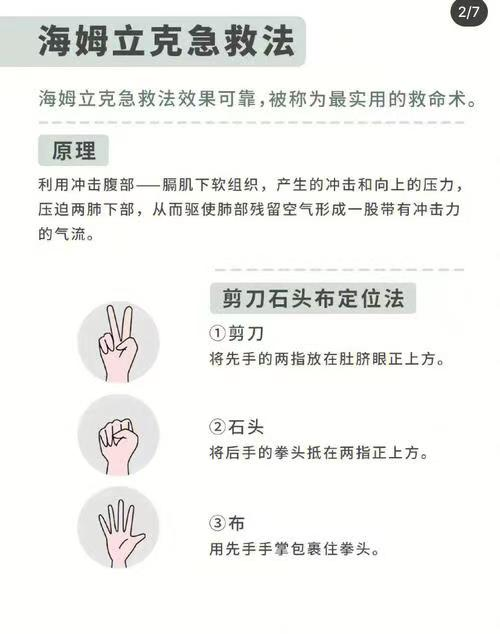 2/7
海姆立克急救法
海姆立克急救法效果可靠，被称为最实用的救命术。
原理
利用冲击腹部——膈肌下软组织，产生的冲击和向上的压力，
压迫两肺下部，从而驱使肺部残留空气形成一股带有冲击力
的气流。
剪刀石头布定位法
①剪刀
将先手的两指放在肚脐眼正上方。
②石头
将后手的拳头抵在两指正上方。
③布
用先手手掌包裹住拳头。